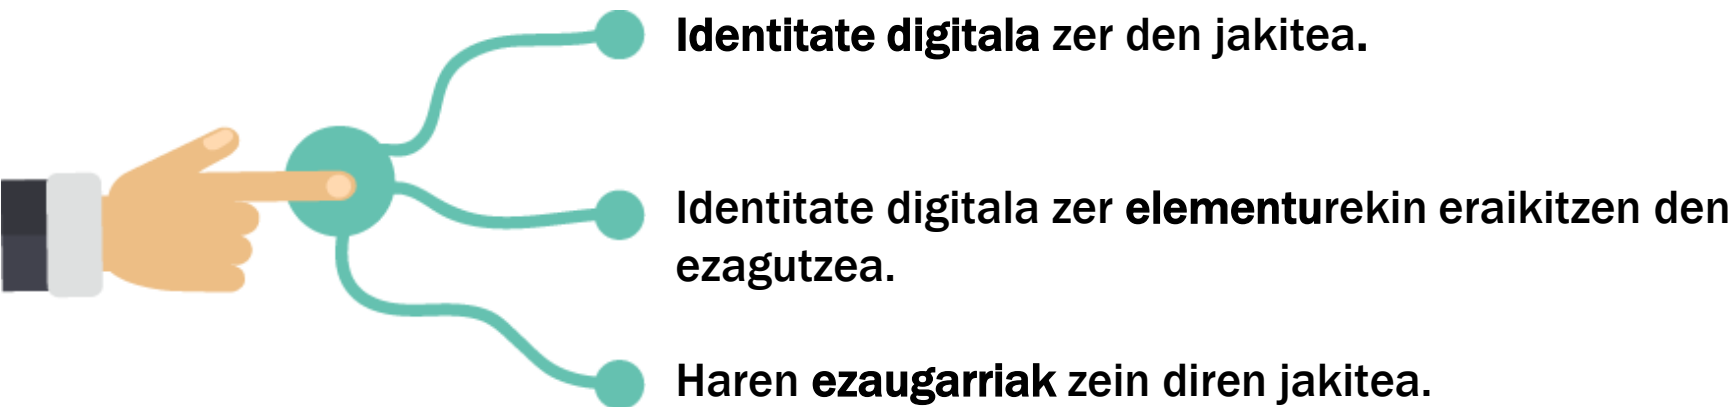 Identitate digitala zer den jakitea.
Identitate digitala zer elementurekin eraikitzen den
ezagutzea.
Haren ezaugarriak zein diren jakitea.